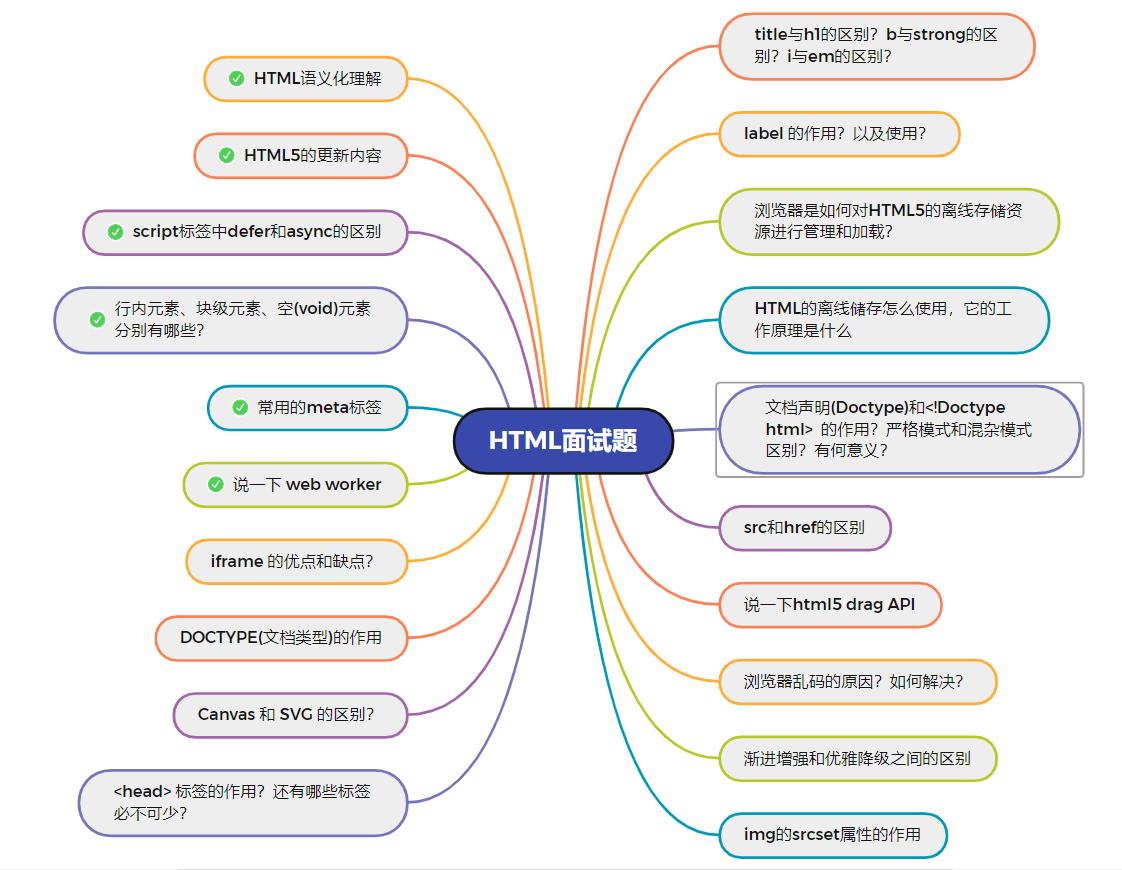 HTML面试题
HTML语义化理解
HTML5的更新内容
script标签中defer和async的区别
行内元素、块级元素、空(void)元素
分别有哪些?
常用的meta标签
说一下 web worker
iframe 的优点和缺点?
DOCTYPE(文档类型)的作用
Canvas 和 SVG 的区别?
<head> 标签的作用？还有哪些标签
必不可少?
title与h1的区别？b与strong的区
别？i与em的区别?
label 的作用？以及使用?
浏览器是如何对HTML5的离线存储资
源进行管理和加载?
HTML的离线储存怎么使用，它的工
作原理是什么
文档声明(Doctype)和<!Doctype
html> 的作用？严格模式和混杂模式
区别？有何意义?
src和href的区别
说一下html5 drag API
浏览器乱码的原因？如何解决?
渐进增强和优雅降级之间的区别
img的srcset属性的作用